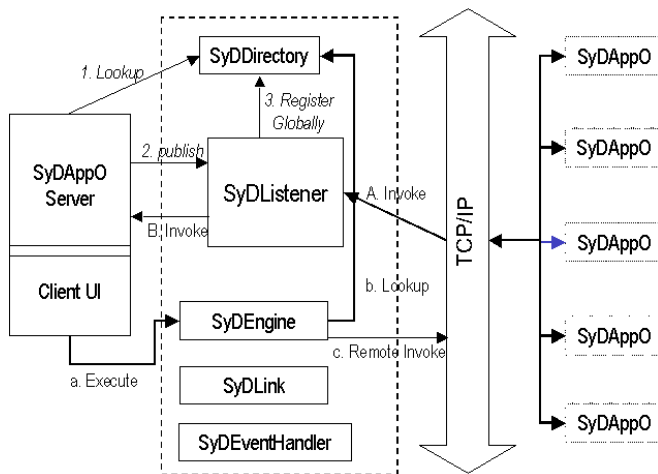 SyDDirectory
1. Lookup
3. Register
Globally
SyDAppO
Server
2. publish
SyDListener
B. Invoke
A. Invoke
Client UI
SyDEngine
b. Lookup
c. Remote Invoke
a. Execute
SyDLink
SyDEventHandler
TCP/IP
SyDAppO
SyDAppO
SyDAppO
SyDAppO
SyDAppO